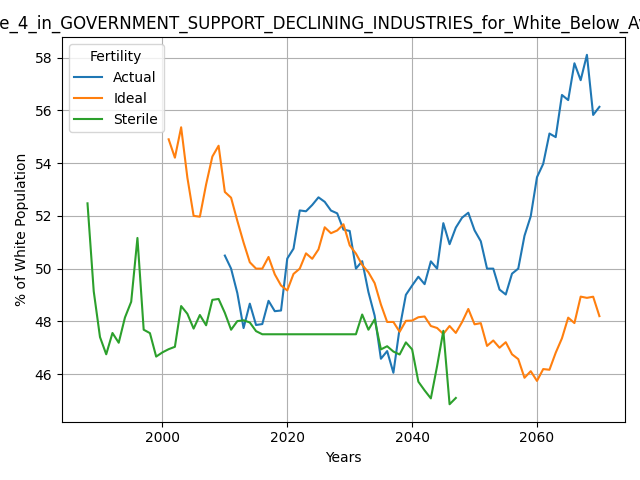 e_4_in_GOVERNMENT_SUPPORT_DECLINING_INDUSTRIES_for_White_Below_A
Fertility
Actual
Ideal
Sterile
% of White Population
58
56
54
52
50
48
46
2000
2020
2040
2060
Years